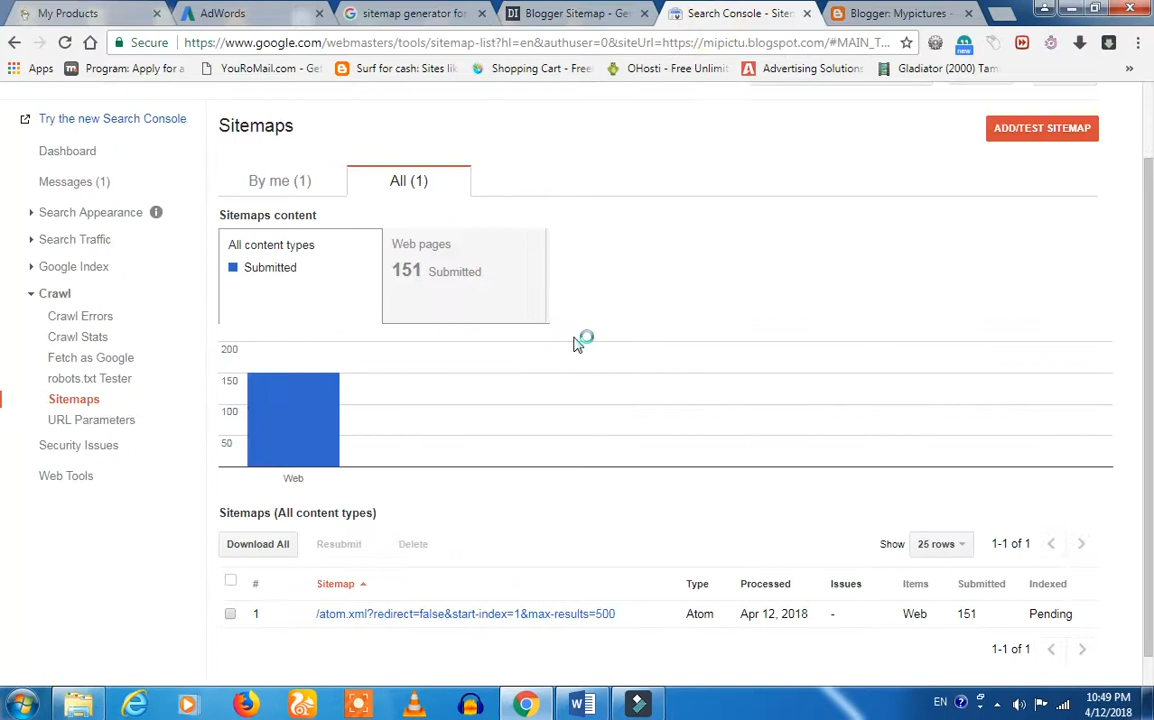 My Products
AdWords
sitemap generator for
Blogger Sitemap - Ge
Search Console - Sitem
Blogger: Mypictures -
Secure
https://www.google.com/webmasters/tools/sitemap-list?hl=en&authuser=0&siteUrl=https://mipictu.blogspot.com/#MAIN_T...
new
Apps
Program: Apply for a
YouRoMail.com - Get
Surf for cash: Sites lik
Shopping Cart - Free
OHosti - Free Unlimit
Advertising Solutions
Gladiator (2000) Tam
Try the new Search Console
Dashboard
Messages (1)
Search Appearance
Search Traffic
Google Index
Crawl
Crawl Errors
Crawl Stats
Fetch as Google
robots.txt Tester
Sitemaps
URL Parameters
Security Issues
Web Tools
Sitemaps
ADD/TEST SITEMAP
By me (1)
All (1)
Sitemaps content
All content types
Submitted
Web pages
151 Submitted
200
150
100
50
Web
Sitemaps (All content types)
Download All
Resubmit
Delete
Show
25 rows
1-1 of 1
# Sitemap Type Processed Issues Items Submitted Indexed
1 /atom.xml?redirect=false&start-index=1&max-results=500 Atom Apr 12, 2018 - Web 151 Pending
1-1 of 1
EN
10:49 PM
4/12/2018